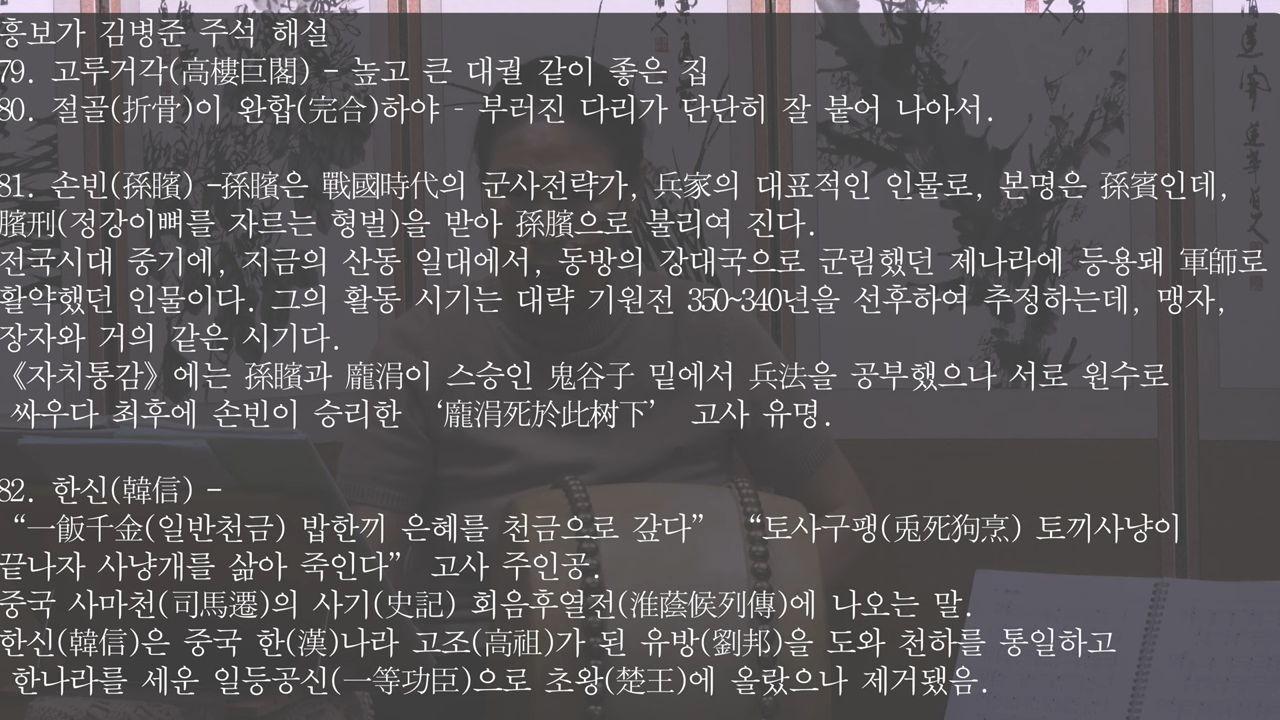 흥보가 김병준 주석 해설
79. 고루거각(高樓巨閣) - 높고 큰 대궐 같이 좋은 집
80. 절골(折骨)이 완합(完合)하야 - 부러진 다리가 단단히 잘 붙어 나아서.
81. 손빈(孫臏) -孫臏은 戰國時代의 군사전략가, 兵家의 대표적인 인물로, 본명은 孫賓인데,
臏刑(정강이뼈를 자르는 형벌)을 받아 孫臏으로 불리여 진다.
전국시대 중기에, 지금의 산동 일대에서, 동방의 강대국으로 군림했던 제나라에 등용돼 軍師로
활약했던 인물이다. 그의 활동 시기는 대략 기원전 350~340년을 선후하여 추정하는데, 맹자,
장자와 거의 같은 시기다.
《자치통감》에는 孫臏과 龐涓이 스승인 鬼谷子 밑에서 兵法을 공부했으나 서로 원수로
싸우다 최후에 손빈이 승리한 ‘龐涓死於此树下’ 고사 유명.
82. 한신(韓信) -
“一飯千金(일반천금) 밥한끼 은혜를 천금으로 갚다” “토사구팽(兎死狗烹) 토끼사냥이
끝나자 사냥개를 삶아 죽인다” 고사 주인공.
중국 사마천(司馬遷)의 사기(史記) 회음후열전(淮蔭候列傳)에 나오는 말.
한신(韓信)은 중국 한(漢)나라 고조(高祖)가 된 유방(劉邦)을 도와 천하를 통일하고
한나라를 세운 일등공신(一等功臣)으로 초왕(楚王)에 올랐으나 제거됐음.